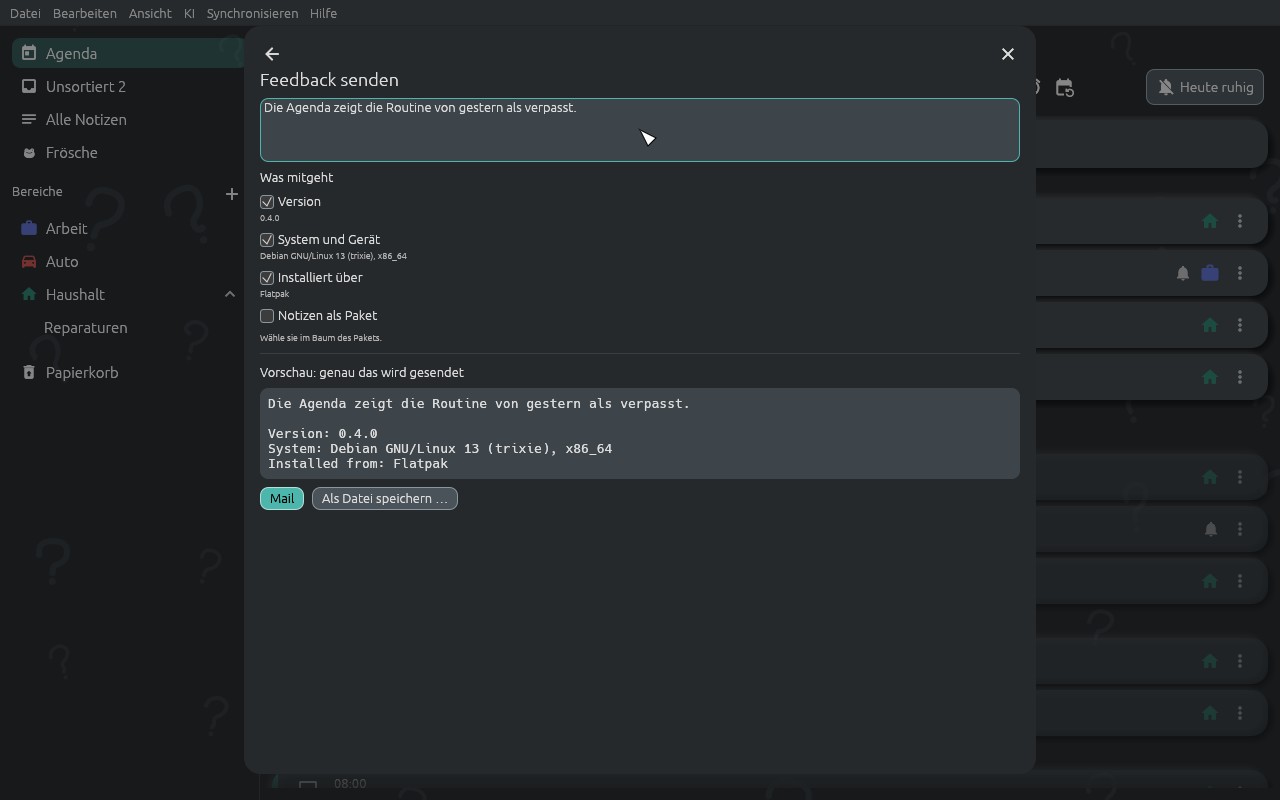 Datei Bearbeiten Ansicht KI Synchronisieren Hilfe
Agenda
Unsortiert 2
Alle Notizen
Frösche
Bereiche
Arbeit
Auto
Haushalt
Reparaturen
Papierkorb
Heute ruhig
Feedback senden
Die Agenda zeigt die Routine von gestern als verpasst.
Was mitgeht
Version
0.4.0
System und Gerät
Debian GNU/Linux 13 (trixie), x86_64
Installiert über
Flatpak
Notizen als Paket
Wähle sie im Baum des Pakets.
Vorschau: genau das wird gesendet
Die Agenda zeigt die Routine von gestern als verpasst.
Version: 0.4.0
System: Debian GNU/Linux 13 (trixie), x86_64
Installed from: Flatpak
Mail
Als Datei speichern …
08:00